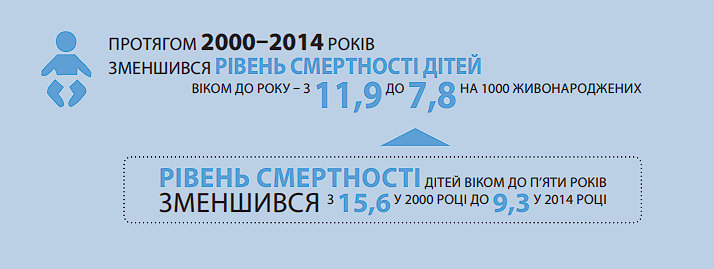 ПРОТЯГОМ 2000–2014 РОКІВ
ЗМЕНШИВСЯ РІВЕНЬ СМЕРТНОСТІ ДІТЕЙ
ВІКОМ ДО РОКУ – З 11,9 ДО 7,8 НА 1000 ЖИВОНАРОДЖЕНИХ
РІВЕНЬ СМЕРТНОСТІ ДІТЕЙ ВІКОМ ДО П'ЯТИ РОКІВ
ЗМЕНШИВСЯ З 15,6 У 2000 РОЦІ ДО 9,3 У 2014 РОЦІ